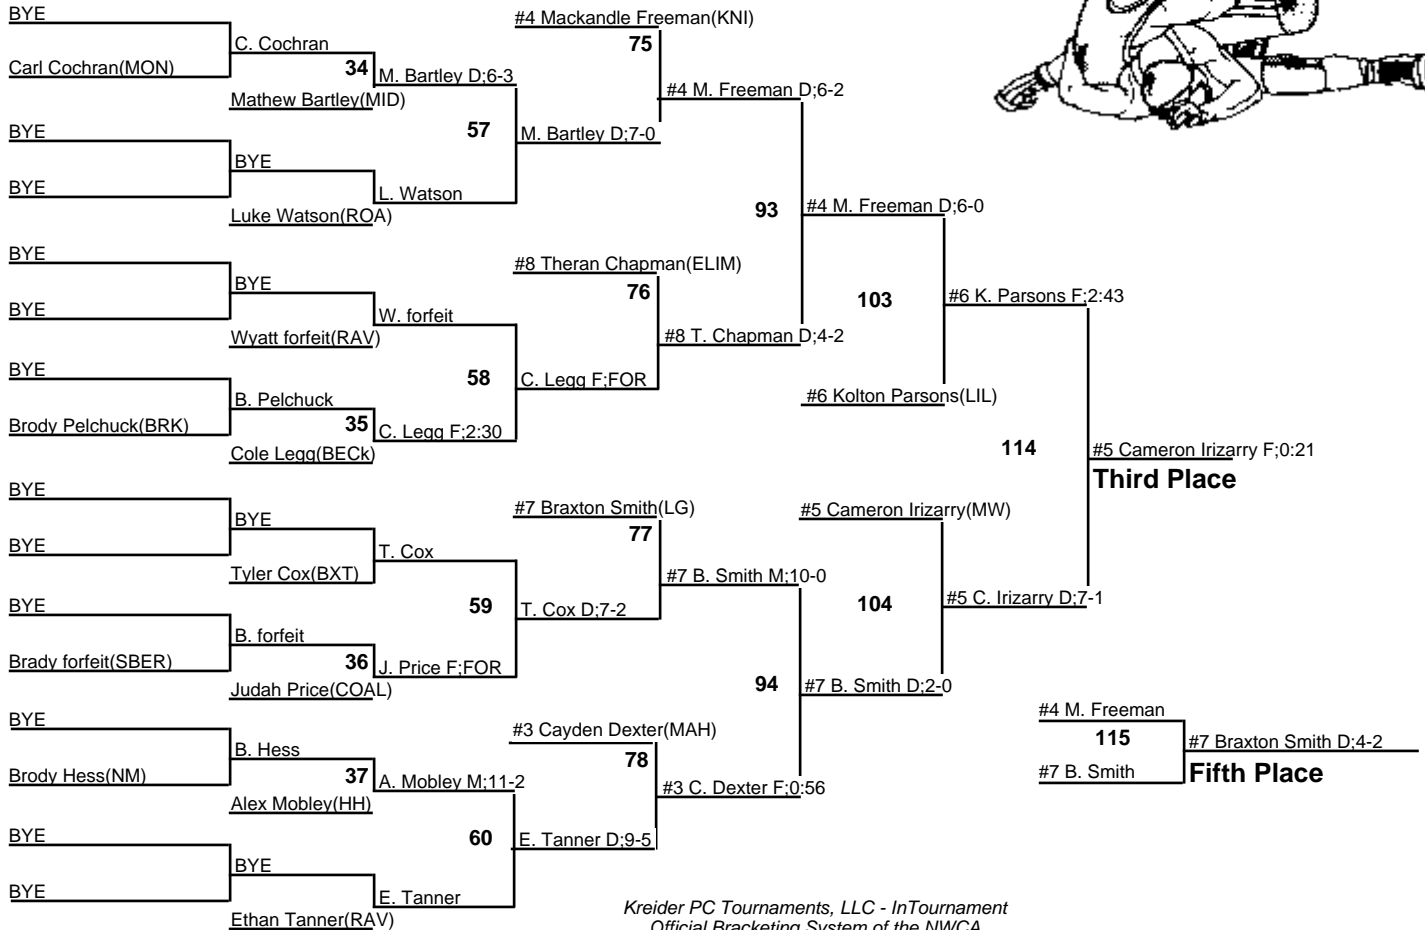 BYE
C. Cochran
Carl Cochran(MON)
34
M. Bartley D;6-3
Mathew Bartley(MID)
57
M. Bartley D;7-0
BYE
BYE
BYE
L. Watson
Luke Watson(ROA)
#4 Mackandle Freeman(KNI)
75
#4 M. Freeman D;6-2
BYE
BYE
BYE
W. forfeit
Wyatt forfeit(RAV)
58
C. Legg F;FOR
BYE
B. Pelchuck
Brody Pelchuck(BRK)
35
C. Legg F;2:30
Cole Legg(BECk)
#8 Theran Chapman(ELIM)
76
#8 T. Chapman D;4-2
93
#4 M. Freeman D;6-0
103
#6 K. Parsons F;2:43
#6 Kolton Parsons(LIL)
114
#5 Cameron Irizarry F;0:21
Third Place
BYE
BYE
BYE
T. Cox
Tyler Cox(BXT)
59
T. Cox D;7-2
BYE
B. forfeit
Brady forfeit(SBER)
36
J. Price F;FOR
Judah Price(COAL)
#7 Braxton Smith(LG)
77
#7 B. Smith M;10-0
94
#7 B. Smith D;2-0
#5 Cameron Irizarry(MW)
104
#5 C. Irizarry D;7-1
BYE
B. Hess
Brody Hess(NM)
37
A. Mobley M;11-2
Alex Mobley(HH)
60
E. Tanner D;9-5
BYE
BYE
BYE
E. Tanner
Ethan Tanner(RAV)
#3 Cayden Dexter(MAH)
78
#3 C. Dexter F;0:56
#4 M. Freeman
115
#7 Braxton Smith D;4-2
#7 B. Smith
Fifth Place
Kreider PC Tournaments, LLC - InTournament
Official Bracketing System of the NWCA